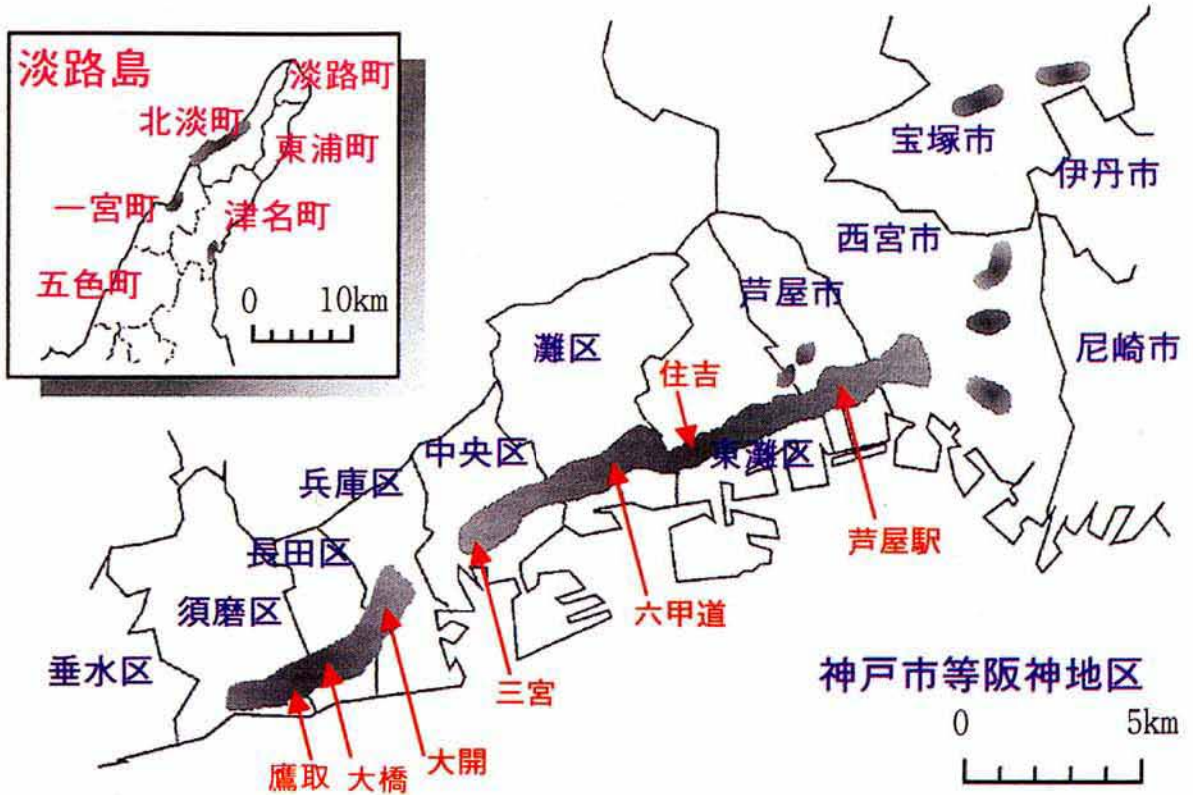 淡路島
淡路町
北淡町
東浦町
一宮町
津名町
五色町
0 10km
宝塚市
伊丹市
西宮市
芦屋市
尼崎市
灘区
住吉
中央区
東灘区
兵庫区
芦屋駅
長田区
須磨区
六甲道
垂水区
三宮
神戸市等阪神地区
0 5km
大開
鷹取
大橋